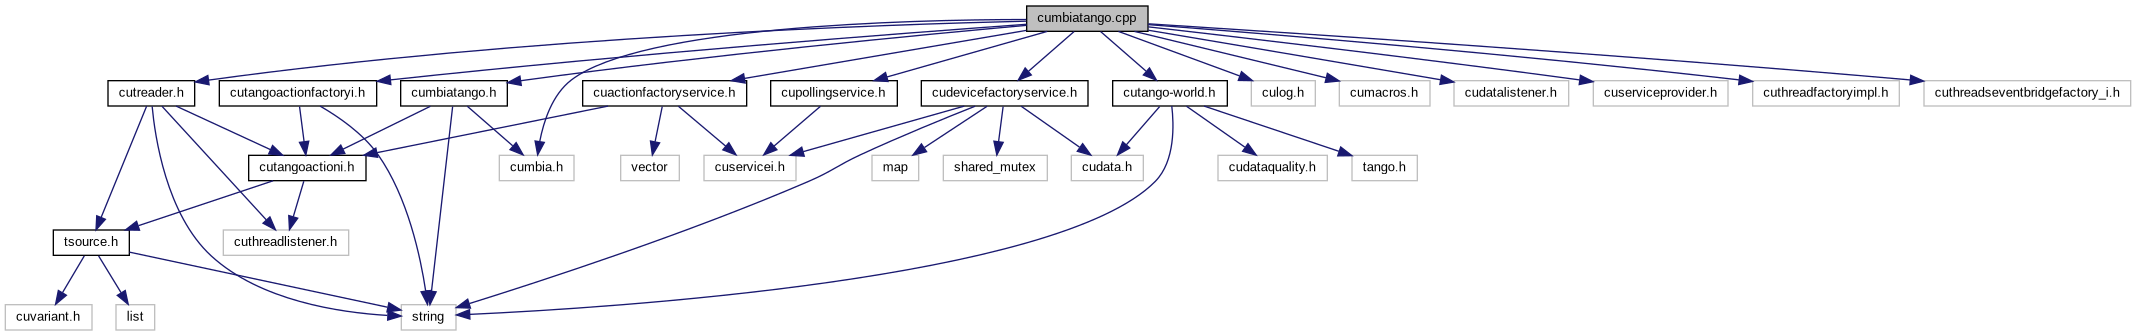 cumbiatango.cpp
cutreader.h
cutangoactionfactoryi.h
cumbiatango.h
cuactionfactoryservice.h
cupollingservice.h
cudevicefactoryservice.h
cutango-world.h
culog.h
cumacros.h
cudatalistener.h
cuserviceprovider.h
cuthreadfactoryimpl.h
cuthreadseventbridgefactory_i.h
cutangoactioni.h
cumbia.h
vector
cuservicei.h
map
shared_mutex
cudata.h
cudataquality.h
tango.h
tsource.h
cuthreadlistener.h
cuvariant.h
list
string